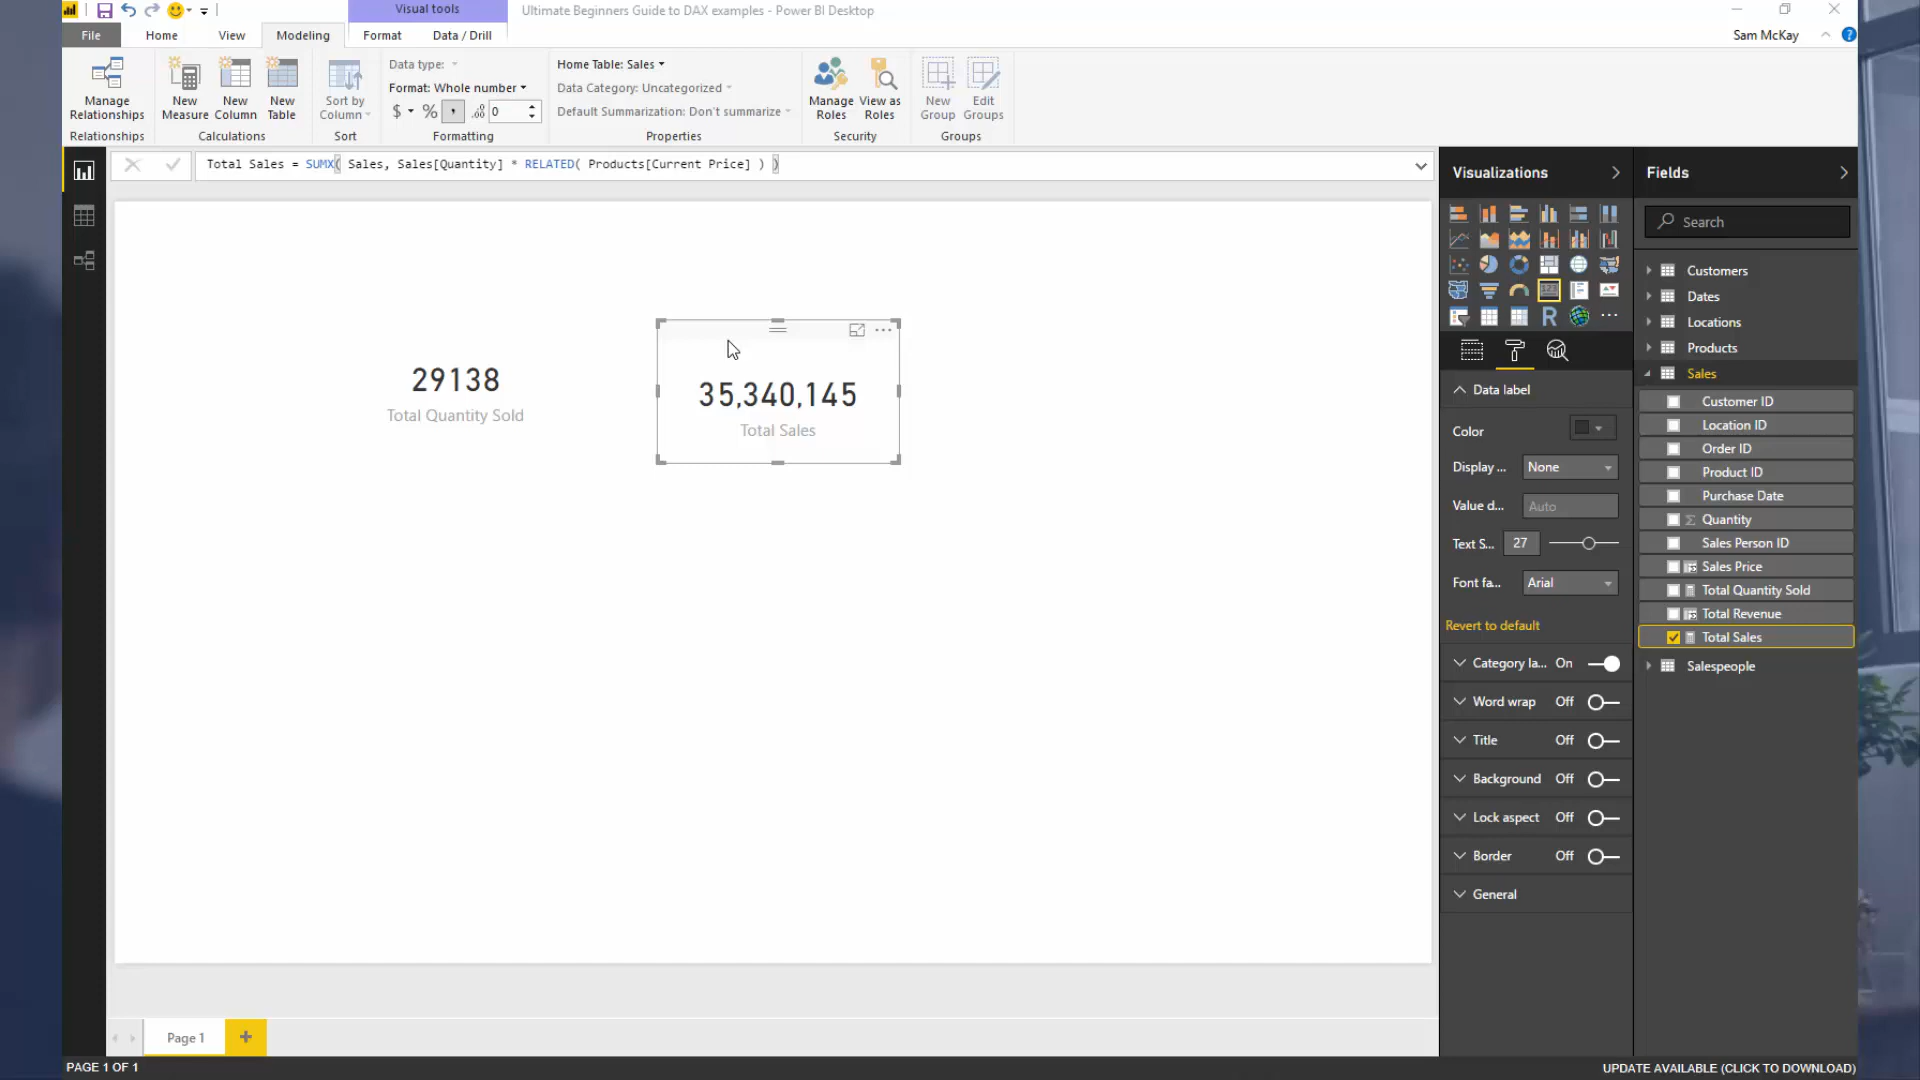 Visual tools
Ultimate Beginners Guide to DAX examples - Power BI Desktop
File
Home
View
Modeling
Format
Data / Drill
Sam McKay
Manage Relationships
Relationships
New Measure
New Column
New Table
Calculations
Sort by Column
Sort
Data type:
Format: Whole number
$ % , .00 0
Formatting
Home Table: Sales
Data Category: Uncategorized
Default Summarization: Don't summarize
Properties
Manage Roles
View as Roles
Security
New Group
Edit Groups
Groups
Total Sales = SUMX( Sales, Sales[Quantity] * RELATED( Products[Current Price] ) )
29138
Total Quantity Sold
35,340,145
Total Sales
Visualizations
123
R
Data label
Color
Display ... None
Value d... Auto
Text S... 27
Font fa... Arial
Revert to default
Category la... On
Word wrap Off
Title Off
Background Off
Lock aspect Off
Border Off
General
Fields
Search
Customers
Dates
Locations
Products
Sales
Customer ID
Location ID
Order ID
Product ID
Purchase Date
Σ Quantity
Sales Person ID
Sales Price
Total Quantity Sold
Total Revenue
Total Sales
Salespeople
Page 1
PAGE 1 OF 1
UPDATE AVAILABLE (CLICK TO DOWNLOAD)